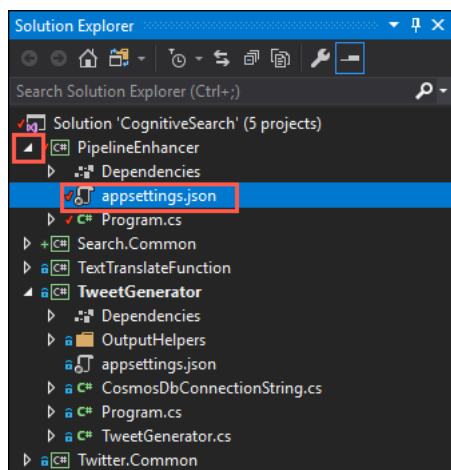 Solution Explorer
Search Solution Explorer (Ctrl+;)
Solution 'CognitiveSearch' (5 projects)
C# PipelineEnhancer
Dependencies
appsettings.json
C# Program.cs
+ C# Search.Common
C# TextTranslateFunction
C# TweetGenerator
Dependencies
OutputHelpers
appsettings.json
C# CosmosDbConnectionString.cs
C# Program.cs
C# TweetGenerator.cs
C# Twitter.Common